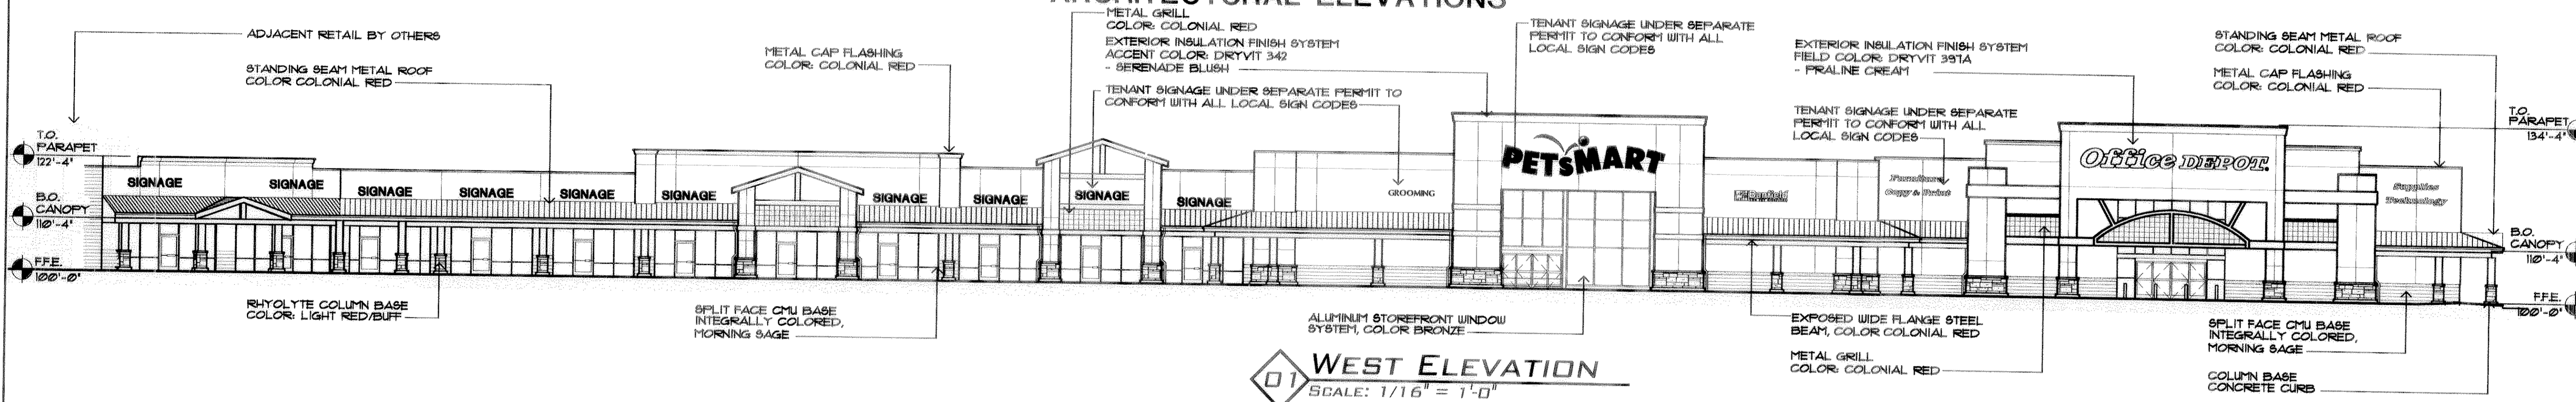 ARCHITECTURAL ELEVATIONS
ADJACENT RETAIL BY OTHERS
STANDING SEAM METAL ROOF
COLOR COLONIAL RED
METAL CAP FLASHING
COLOR: COLONIAL RED
METAL GRILL
COLOR: COLONIAL RED
EXTERIOR INSULATION FINISH SYSTEM
ACCENT COLOR: DRYVIT 342
- SERENADE BLUSH
TENANT SIGNAGE UNDER SEPARATE PERMIT TO
CONFORM WITH ALL LOCAL SIGN CODES
TENANT SIGNAGE UNDER SEPARATE
PERMIT TO CONFORM WITH ALL
LOCAL SIGN CODES
EXTERIOR INSULATION FINISH SYSTEM
FIELD COLOR: DRYVIT 397A
- PRALINE CREAM
TENANT SIGNAGE UNDER SEPARATE
PERMIT TO CONFORM WITH ALL
LOCAL SIGN CODES
STANDING SEAM METAL ROOF
COLOR: COLONIAL RED
METAL CAP FLASHING
COLOR: COLONIAL RED
T.O.
PARAPET
122'-4"
B.O.
CANOPY
110'-4"
F.F.E.
100'-0"
SIGNAGE
SIGNAGE
SIGNAGE
SIGNAGE
SIGNAGE
SIGNAGE
SIGNAGE
SIGNAGE
SIGNAGE
SIGNAGE
GROOMING
PETSMART
Banfield
Furniture
Copy & Print
Office DEPOT.
Supplies
Technology
T.O.
PARAPET
134'-4"
B.O.
CANOPY
110'-4"
F.F.E.
100'-0"
RHYOLYTE COLUMN BASE
COLOR: LIGHT RED/BUFF
SPLIT FACE CMU BASE
INTEGRALLY COLORED,
MORNING SAGE
ALUMINUM STOREFRONT WINDOW
SYSTEM, COLOR BRONZE
EXPOSED WIDE FLANGE STEEL
BEAM, COLOR COLONIAL RED
METAL GRILL
COLOR: COLONIAL RED
SPLIT FACE CMU BASE
INTEGRALLY COLORED,
MORNING SAGE
COLUMN BASE
CONCRETE CURB
01 WEST ELEVATION
SCALE: 1/16" = 1'-0"